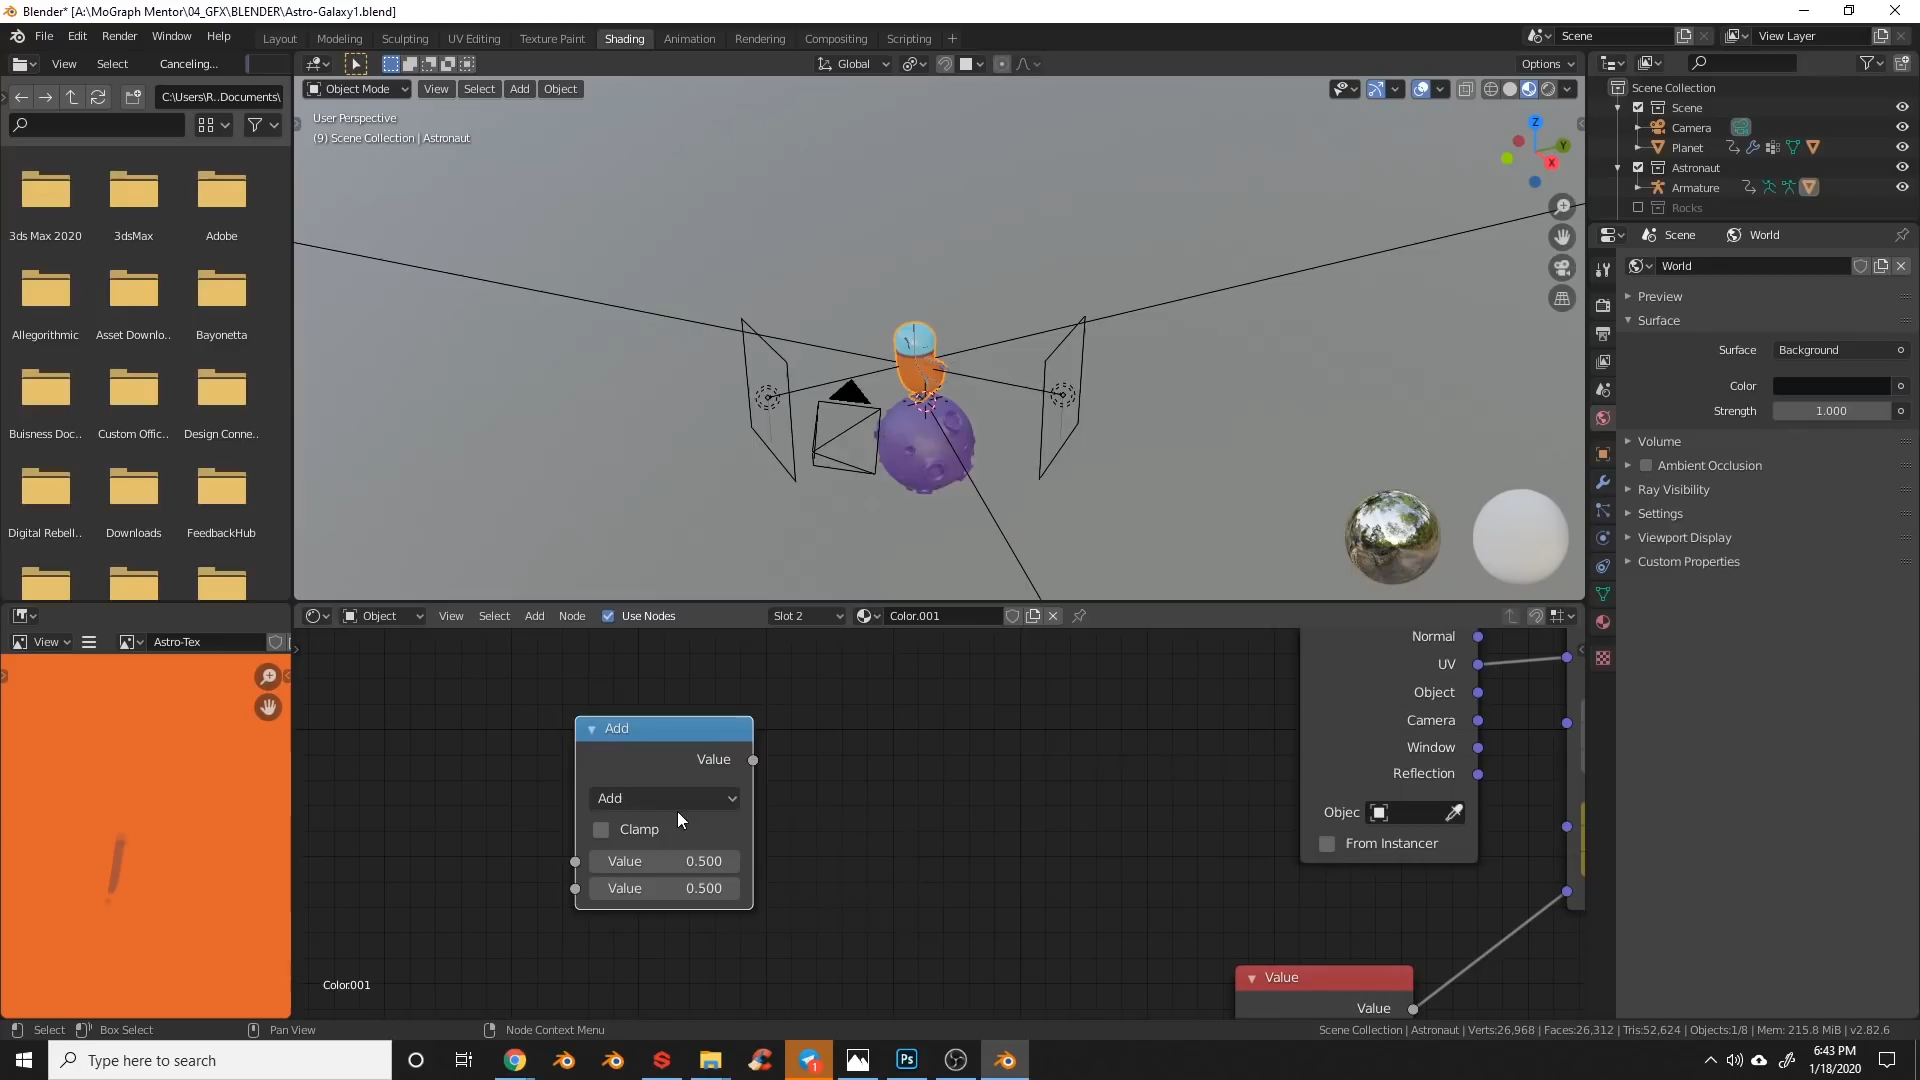 Blender* [A:\MoGraph Mentor\04_GFX\BLENDER\Astro-Galaxy1.blend]
File Edit Render Window Help
Layout Modeling Sculpting UV Editing Texture Paint Shading Animation Rendering Compositing Scripting +
Scene View Layer
View Select Canceling...
Global Options
C:\Users\R..Documents\
Object Mode View Select Add Object
User Perspective
(9) Scene Collection | Astronaut
Z
Y
X
3ds Max 2020 3dsMax Adobe
Allegorithmic Asset Downlo.. Bayonetta
Buisness Doc.. Custom Offic.. Design Conne..
Digital Rebell.. Downloads FeedbackHub
Scene Collection
Scene
Camera
Planet
Astronaut
Armature
Rocks
Scene World
World
Preview
Surface
Surface Background
Color
Strength 1.000
Volume
Ambient Occlusion
Ray Visibility
Settings
Viewport Display
Custom Properties
View Astro-Tex
Object View Select Add Node Use Nodes Slot 2 Color.001
Add
Value
Add
Clamp
Value 0.500
Value 0.500
Normal
UV
Object
Camera
Window
Reflection
Objec
From Instancer
Value
Value
Color.001
Select Box Select Pan View Node Context Menu
Scene Collection | Astronaut | Verts:26,968 | Faces:26,312 | Tris:52,624 | Objects:1/8 | Mem: 215.8 MiB | v2.82.6
Type here to search
Ps
1
6:43 PM
1/18/2020